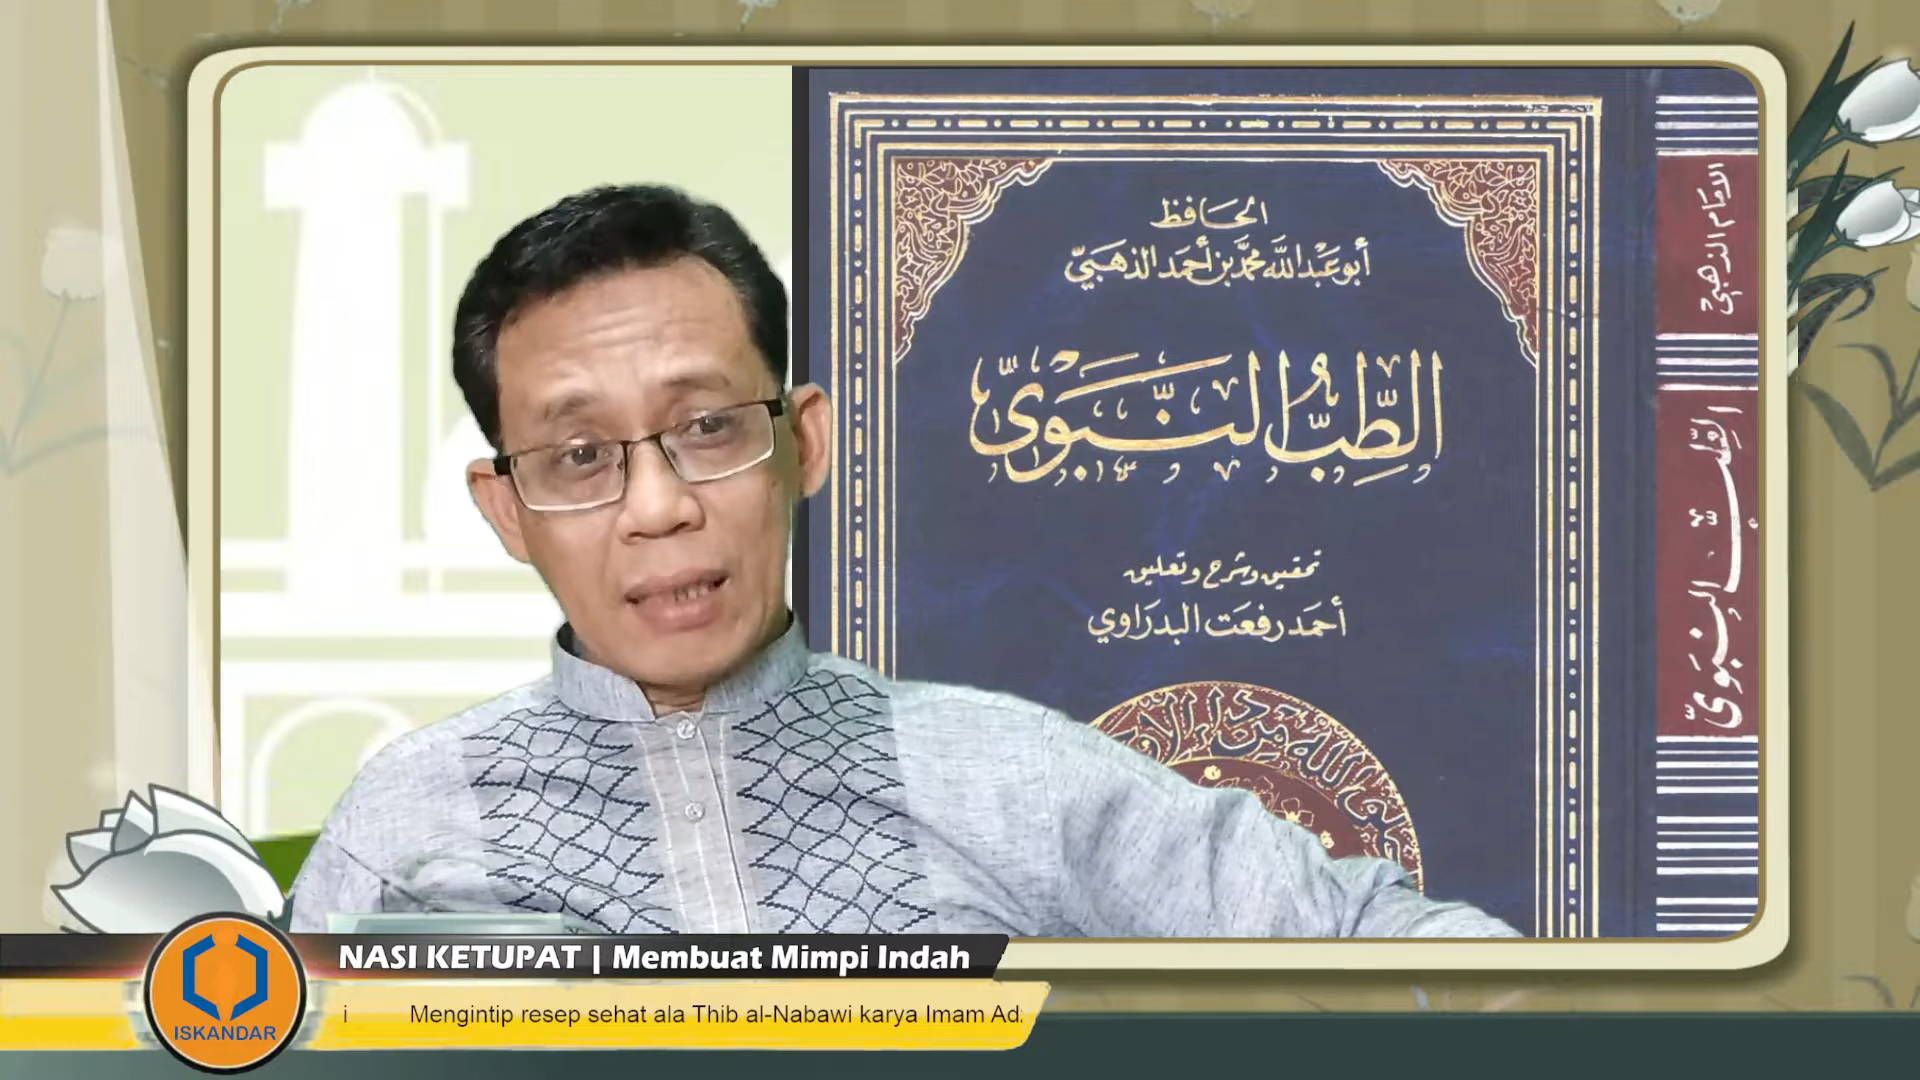 الحافظ
أبو عبد الله محمد بن أحمد الذهبي
الطب النبوي
تحقيق وشرح وتعليق
أحمد رفعت البدراوي
الإمام الذهبي
الطب النبوي
NASI KETUPAT | Membuat Mimpi Indah
i Mengintip resep sehat ala Thib al-Nabawi karya Imam Ad
ISKANDAR